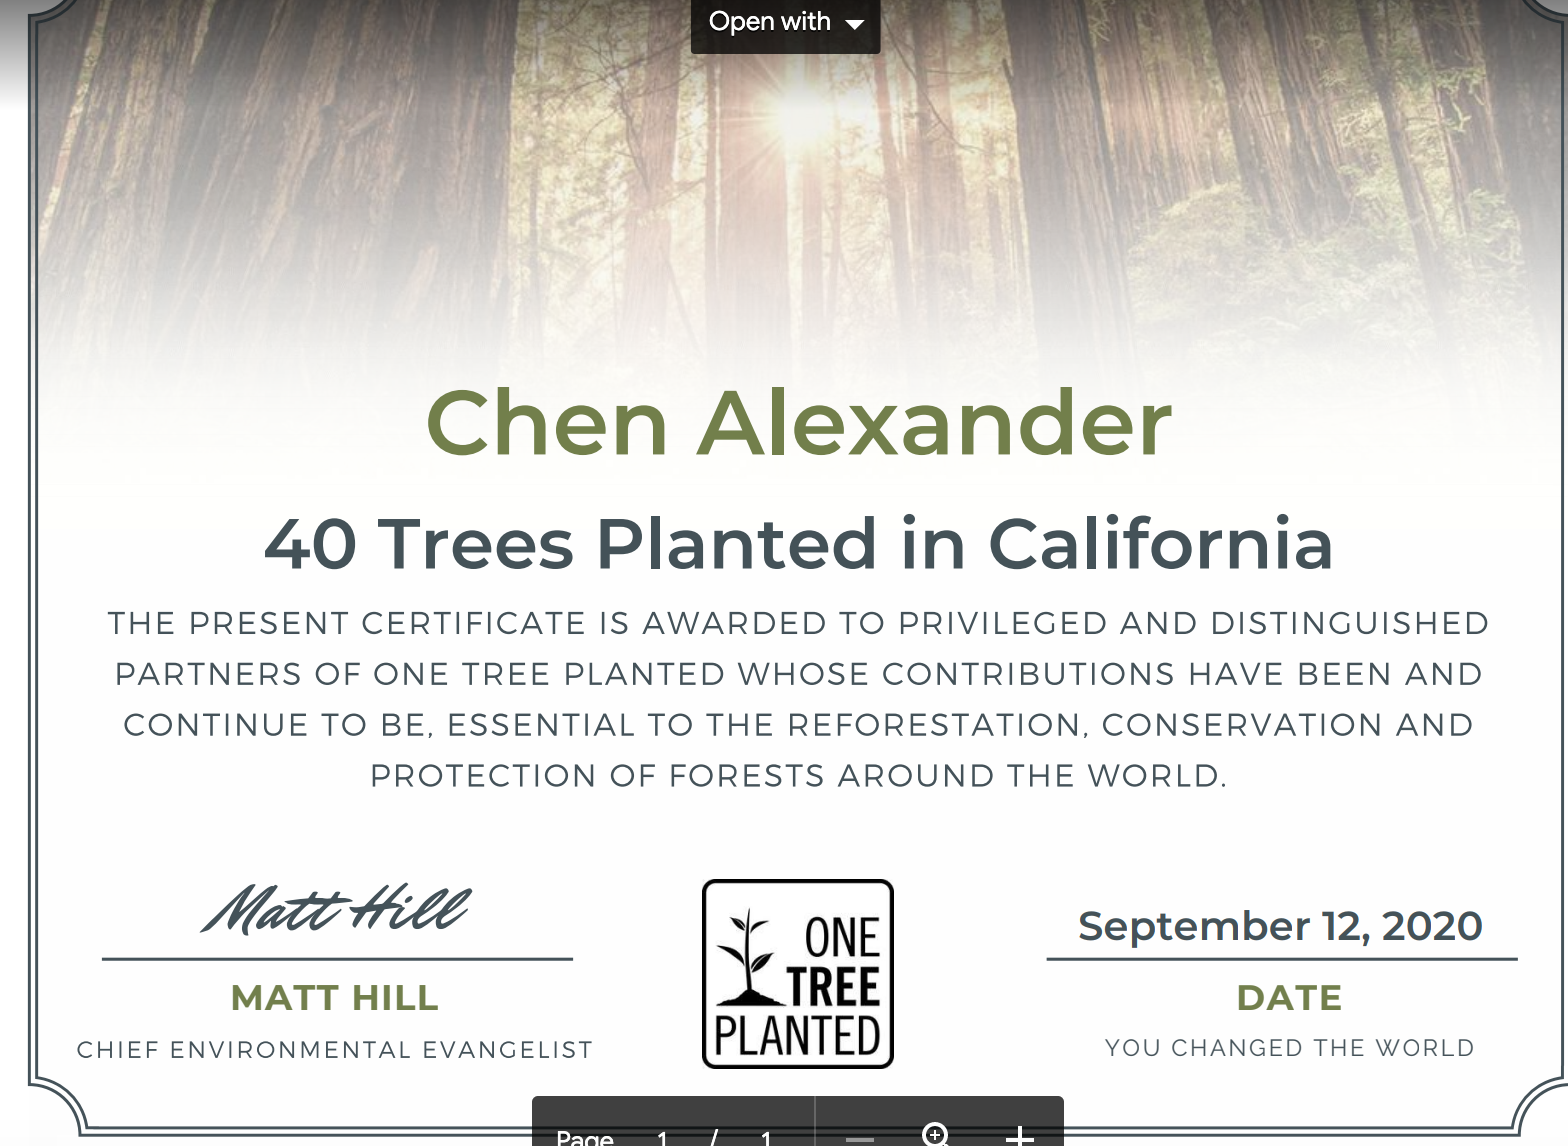 Open with
Chen Alexander
40 Trees Planted in California
THE PRESENT CERTIFICATE IS AWARDED TO PRIVILEGED AND DISTINGUISHED
PARTNERS OF ONE TREE PLANTED WHOSE CONTRIBUTIONS HAVE BEEN AND
CONTINUE TO BE, ESSENTIAL TO THE REFORESTATION, CONSERVATION AND
PROTECTION OF FORESTS AROUND THE WORLD.
Matt Hill
MATT HILL
CHIEF ENVIRONMENTAL EVANGELIST
ONE
TREE
PLANTED
September 12, 2020
DATE
YOU CHANGED THE WORLD
Page 1 / 1